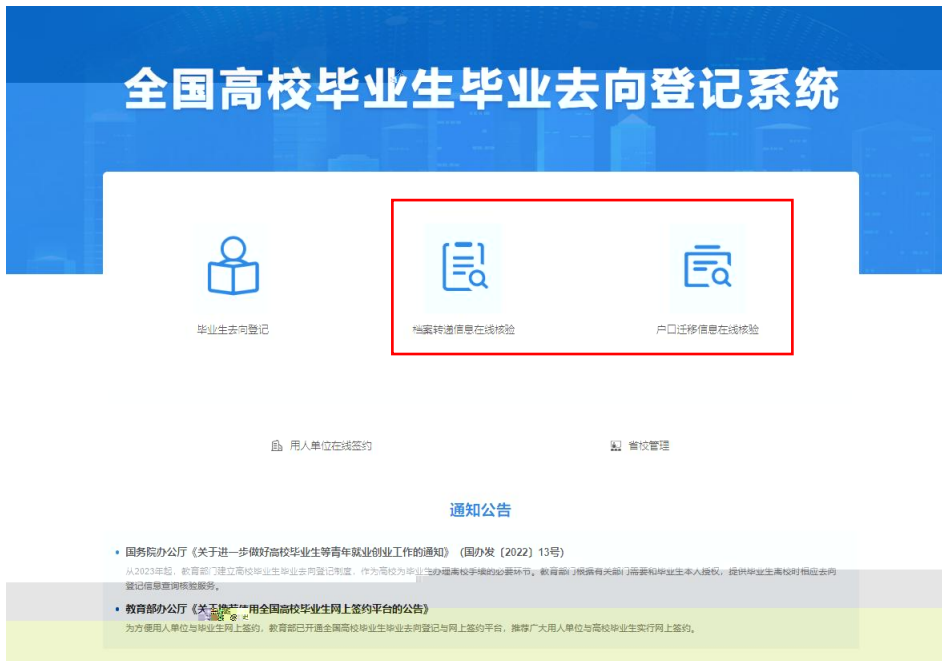 全国高校毕业生毕业去向登记系统
毕业生去向登记
档案转递信息在线核验
户口迁移信息在线核验
用人单位在线签约
省校管理
通知公告
国务院办公厅《关于进一步做好高校毕业生等青年就业创业工作的通知》（国办发〔2022〕13号）
从2023年起，教育部门建立高校毕业生毕业去向登记制度，作为高校为毕业生办理离校手续的必要环节。教育部门根据有关部门需要和毕业生本人授权，提供毕业生离校时相应去向
登记信息查询核验服务。
教育部办公厅《关于推荐使用全国高校毕业生网上签约平台的公告》
为方便用人单位与毕业生网上签约，教育部已开通全国高校毕业生毕业去向登记与网上签约平台，推荐广大用人单位与高校毕业生实行网上签约。